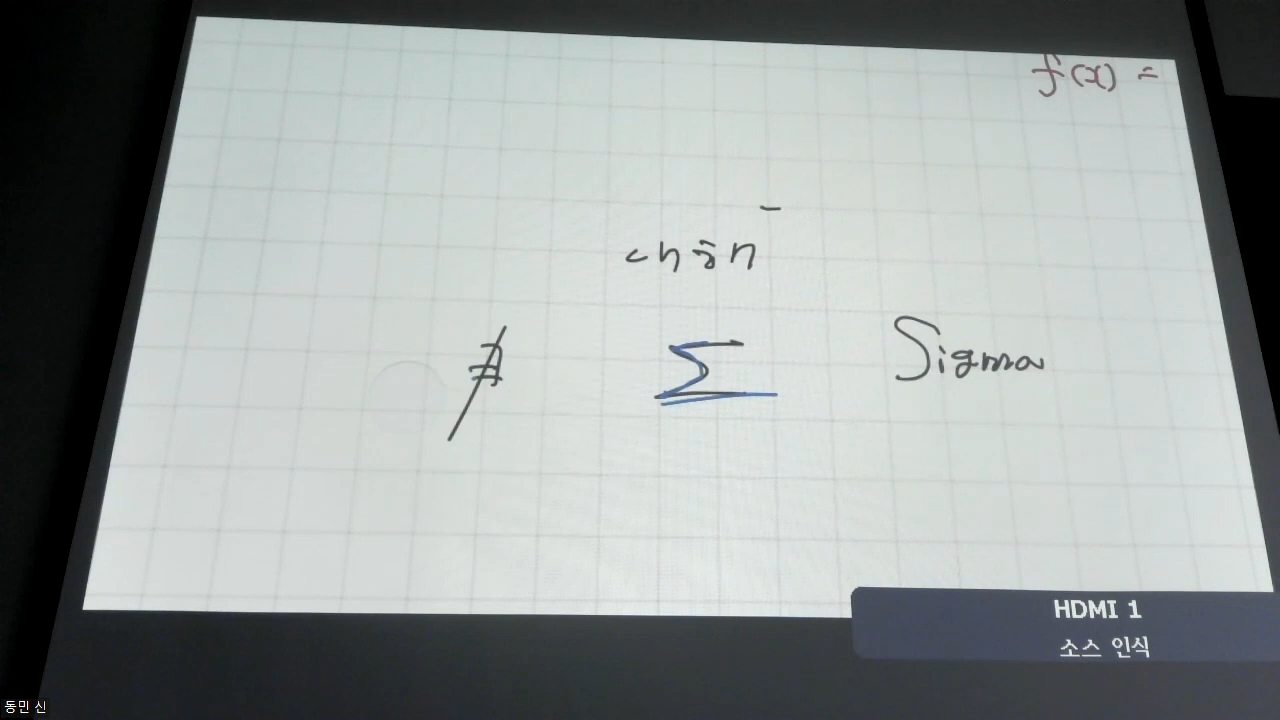 f(x) =
Σ Sigma
HDMI 1
소스 인식
동민 신